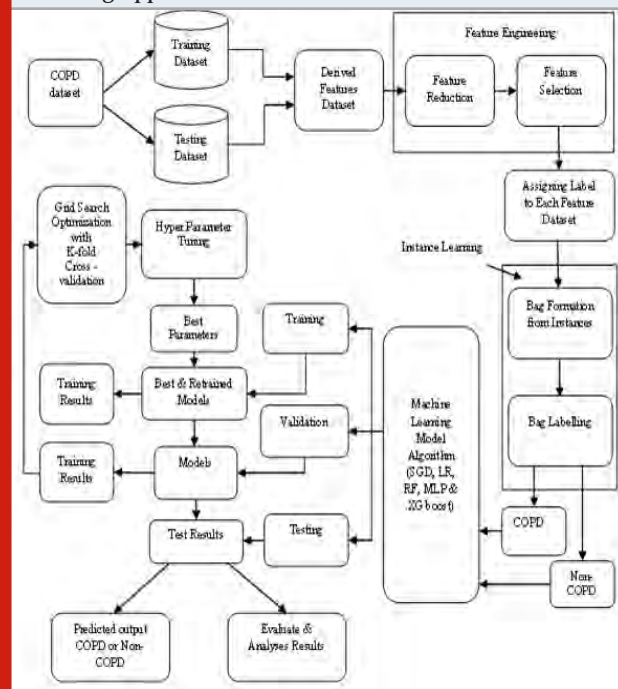 Training
Dataset
COPD
dataset
Testing
Dataset
Derived
Features
Dataset
Feature Engineering
Feature
Reduction
Feature
Selection
Assigning Label
to Each Feature
Dataset
Instance Learning
Bag Formation
from Instances
Bag Labelling
COPD
Non-
COPD
Machine
Learning
Model
Algorithm
(SGD, LR,
RF, MLP &
XG boost)
Training
Validation
Testing
Grid Search
Optimization
with
K-fold
Cross -
validation
Hyper Parameter
Tuning
Best
Parameters
Best & Retrained
Models
Training
Results
Models
Training
Results
Test Results
Predicted output
COPD or Non-
COPD
Evaluate &
Analyses Results